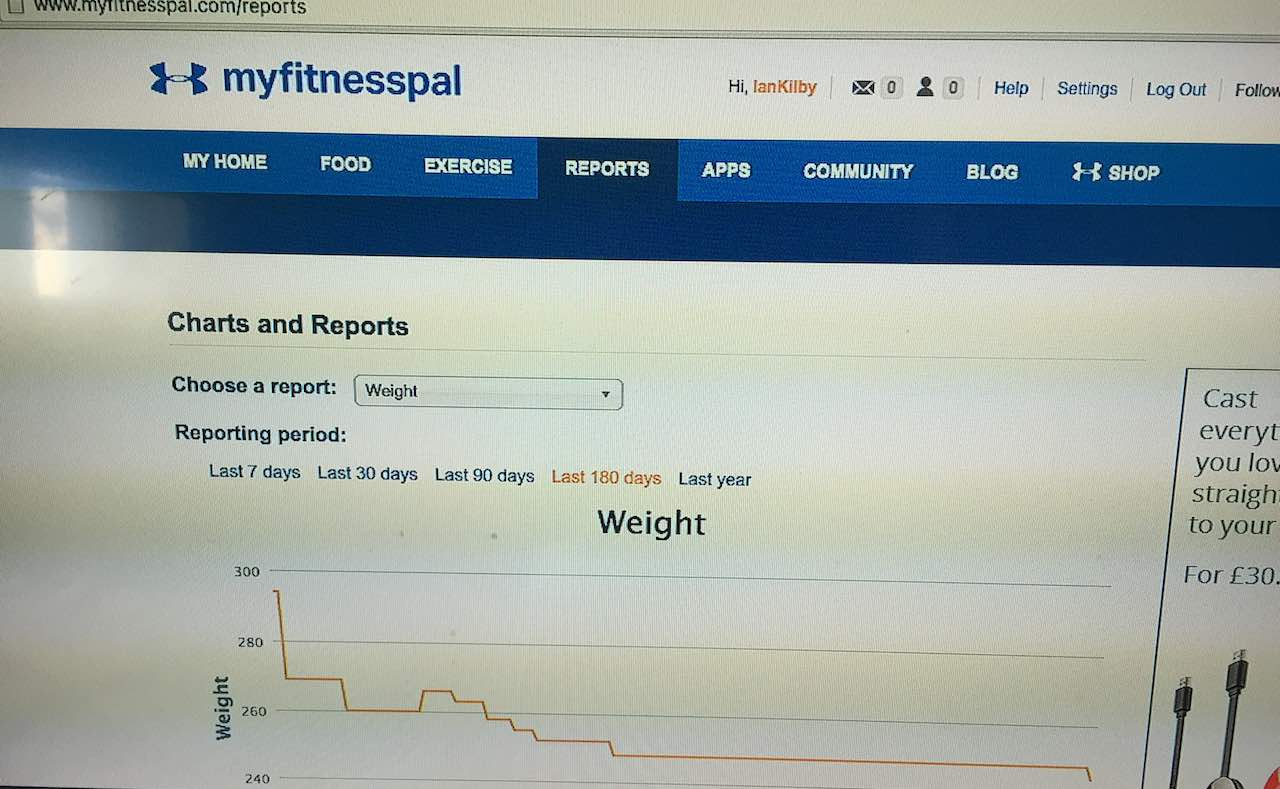 www.myfitnesspal.com/reports
myfitnesspal
Hi, IanKilby 0 0 Help Settings Log Out Follow
MY HOME FOOD EXERCISE REPORTS APPS COMMUNITY BLOG SHOP
Charts and Reports
Choose a report: Weight
Reporting period:
Last 7 days Last 30 days Last 90 days Last 180 days Last year
Weight
300
280
260
240
Weight
Cast
everyt
you lov
straigh
to your
For £30.